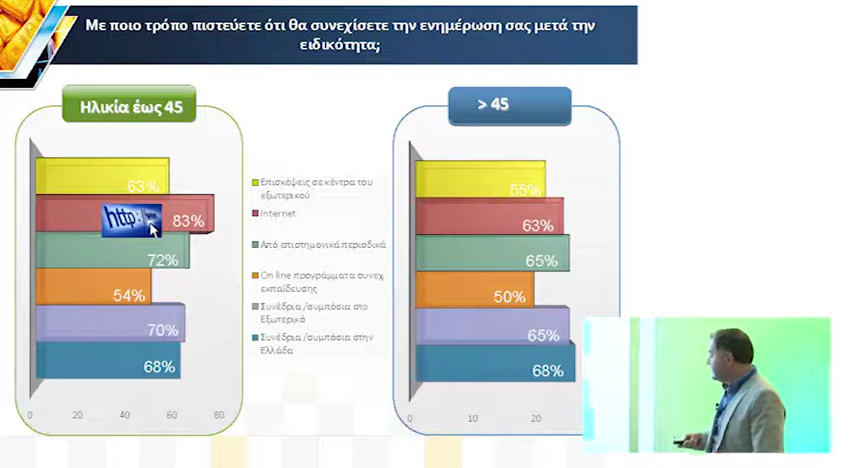 Με ποιο τρόπο πιστεύετε ότι θα συνεχίσετε την ενημέρωση σας μετά την
ειδικότητα;
Ηλικία έως 45
63%
83%
http:
72%
54%
70%
68%
0 20 40 60 80
Επισκέψεις σε κέντρα του
εξωτερικού
Internet
Από επιστημονικά περιοδικά
On line προγράμματα συνεχ
εκπαίδευσης
Συνέδρια /συμπόσια στο
Εξωτερικό
Συνέδρια /συμπόσια στην
Ελλάδα
> 45
55%
63%
65%
50%
65%
68%
0 10 20